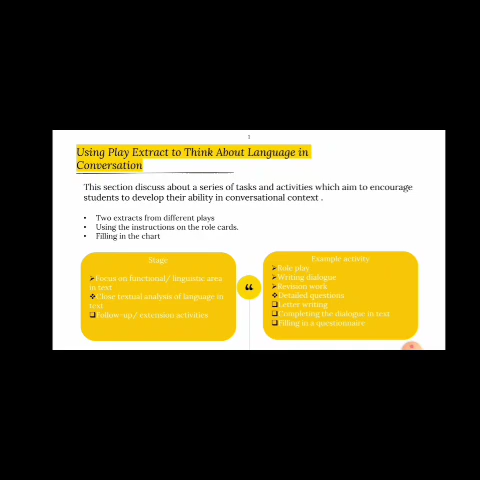 1
Using Play Extract to Think About Language in
Conversation
This section discuss about a series of tasks and activities which aim to encourage
students to develop their ability in conversational context .
• Two extracts from different plays
• Using the instructions on the role cards.
• Filling in the chart
Stage
➤Focus on functional/ linguistic area
in text
❖Close textual analysis of language in
text
❑Follow-up/ extension activities
“
Example activity
➤Role play
➤Writing dialogue
➤Revison work
❖Detailed questions
❑Letter writing
❑Completing the dialogue in text
❑Filling in a questionnaire